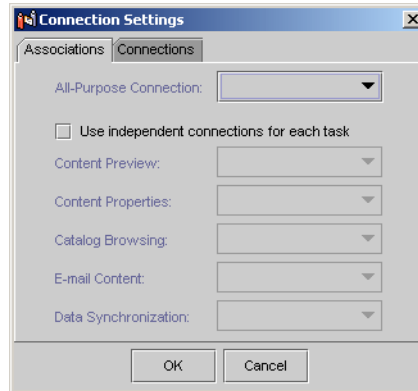 Connection Settings
Associations Connections
All-Purpose Connection:
Use independent connections for each task
Content Preview:
Content Properties:
Catalog Browsing:
E-mail Content:
Data Synchronization:
OK Cancel